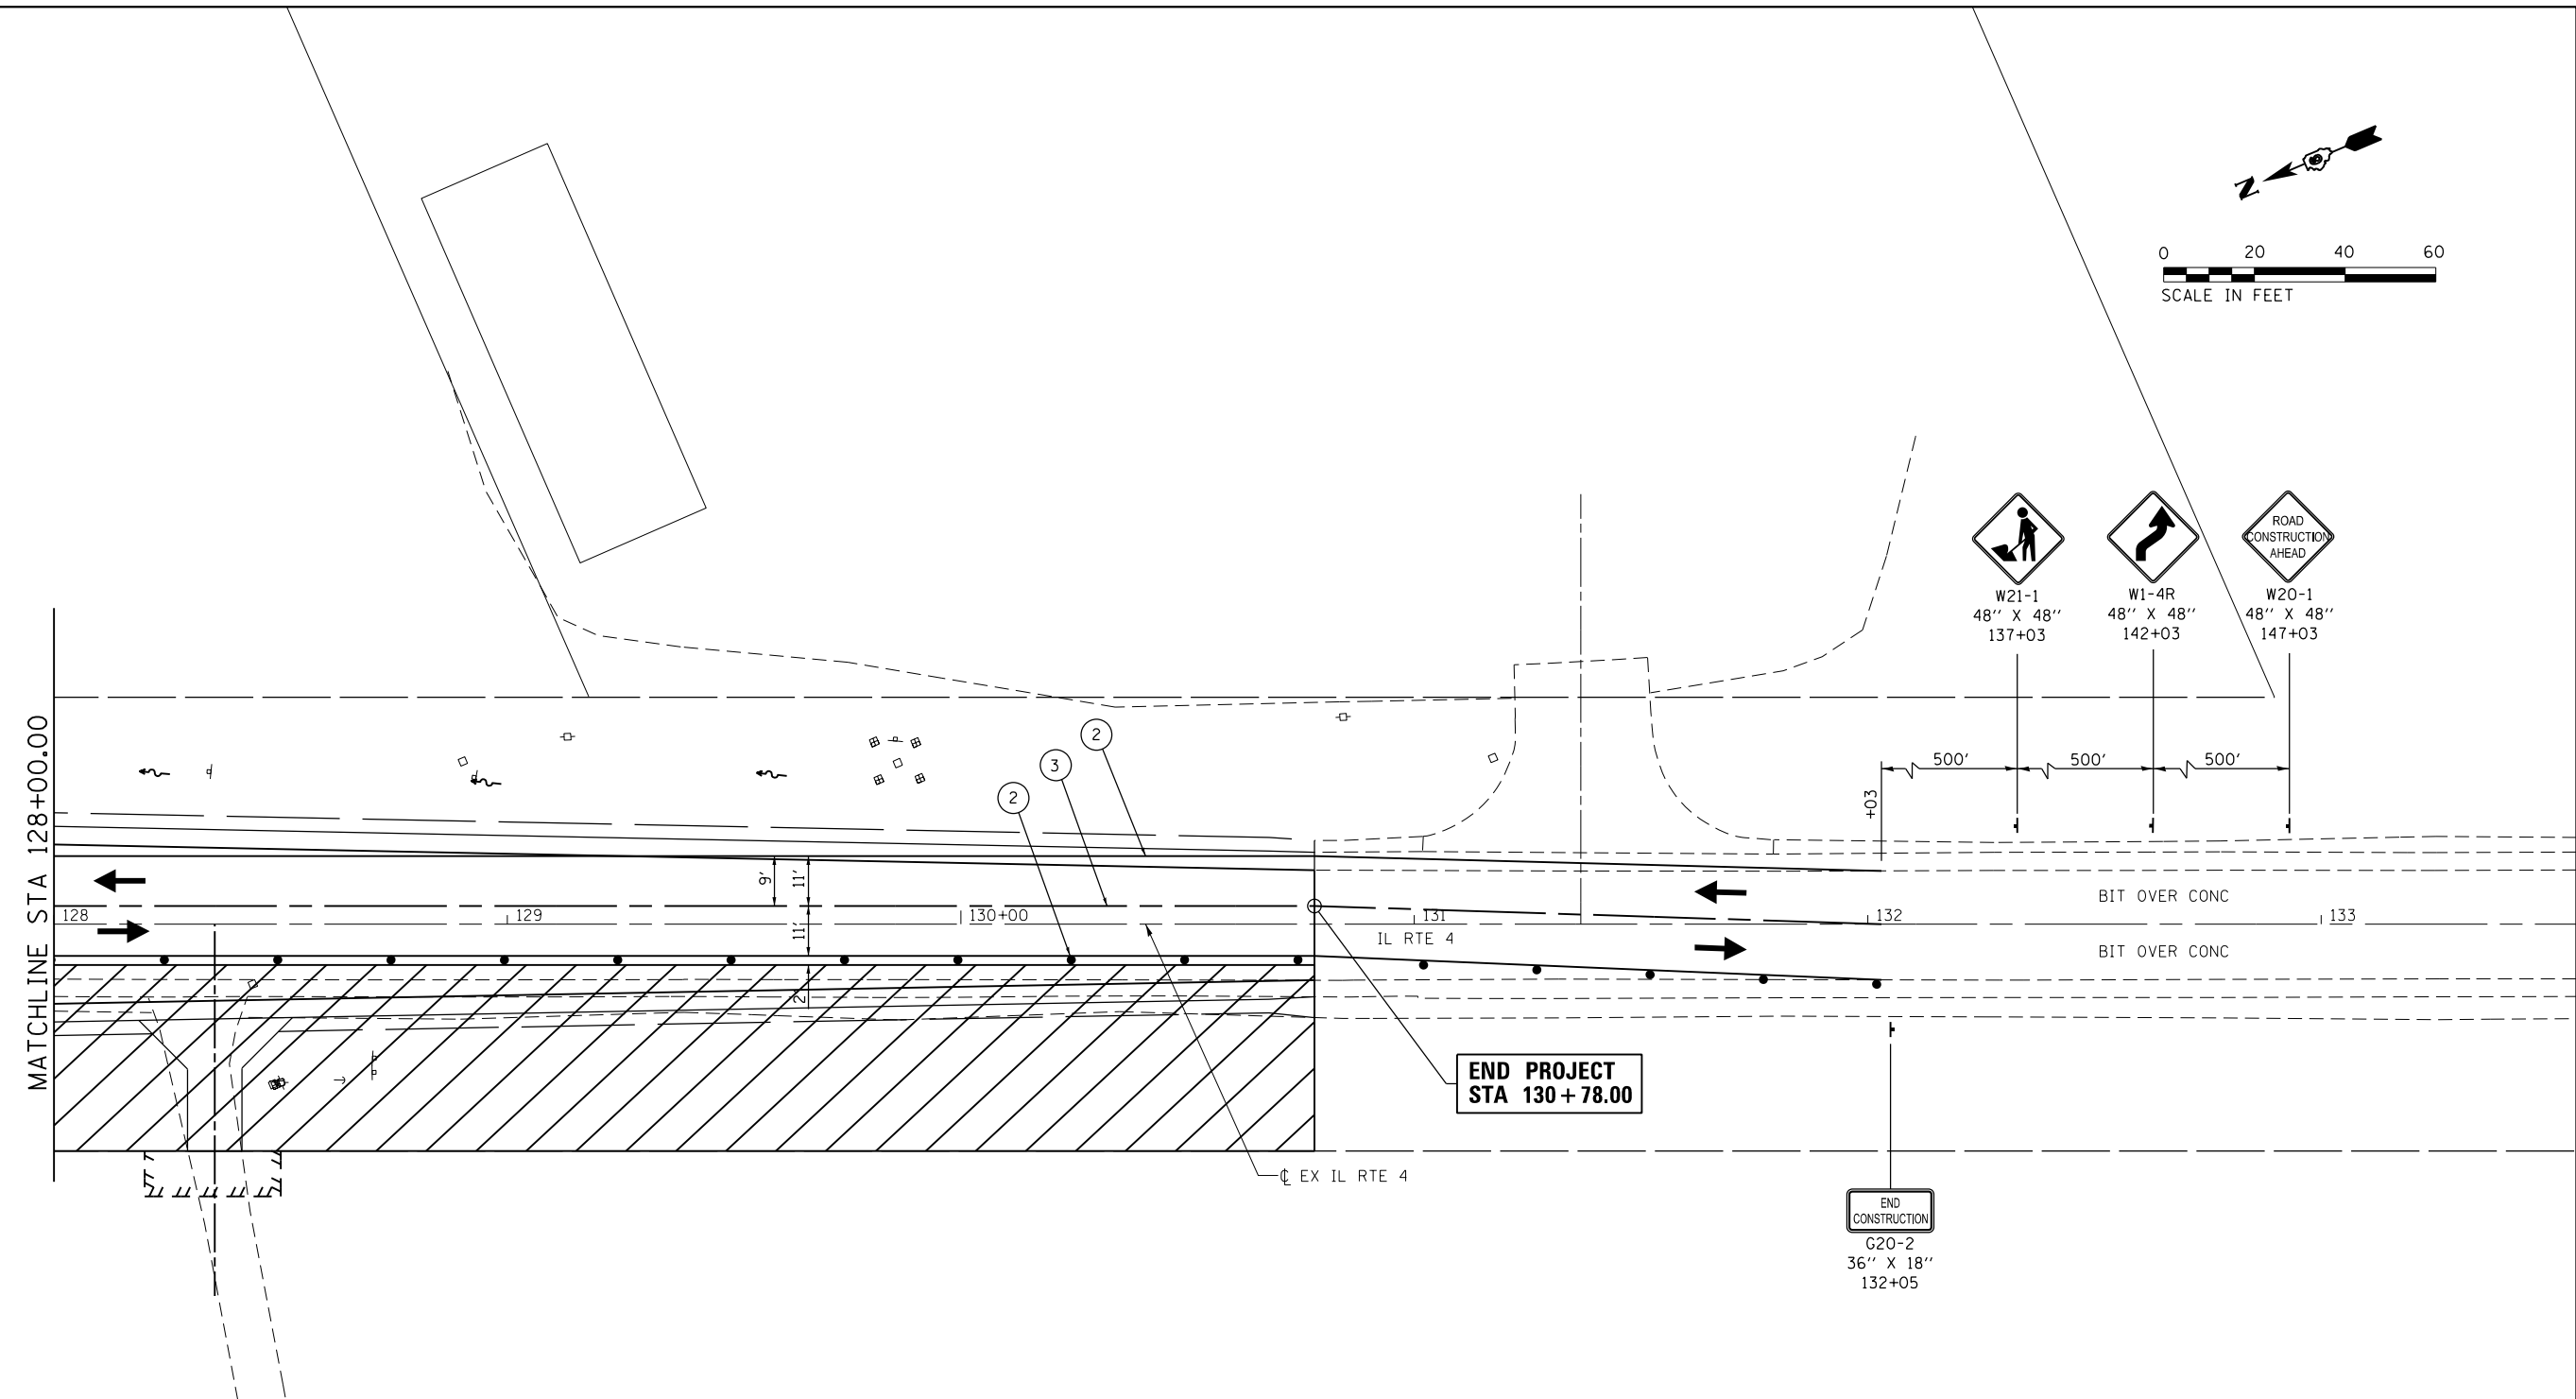 N
0 20 40 60
SCALE IN FEET
ROAD
CONSTRUCTION
AHEAD
W21-1
48'' X 48''
137+03
W1-4R
48'' X 48''
142+03
W20-1
48'' X 48''
147+03
MATCHLINE STA 128+00.00
2
3
2
500' 500' 500'
+03
9' 11'
11'
2'
128 129 130+00 131 132 133
BIT OVER CONC
IL RTE 4
BIT OVER CONC
END PROJECT
STA 130+78.00
℄ EX IL RTE 4
END
CONSTRUCTION
G20-2
36'' X 18''
132+05